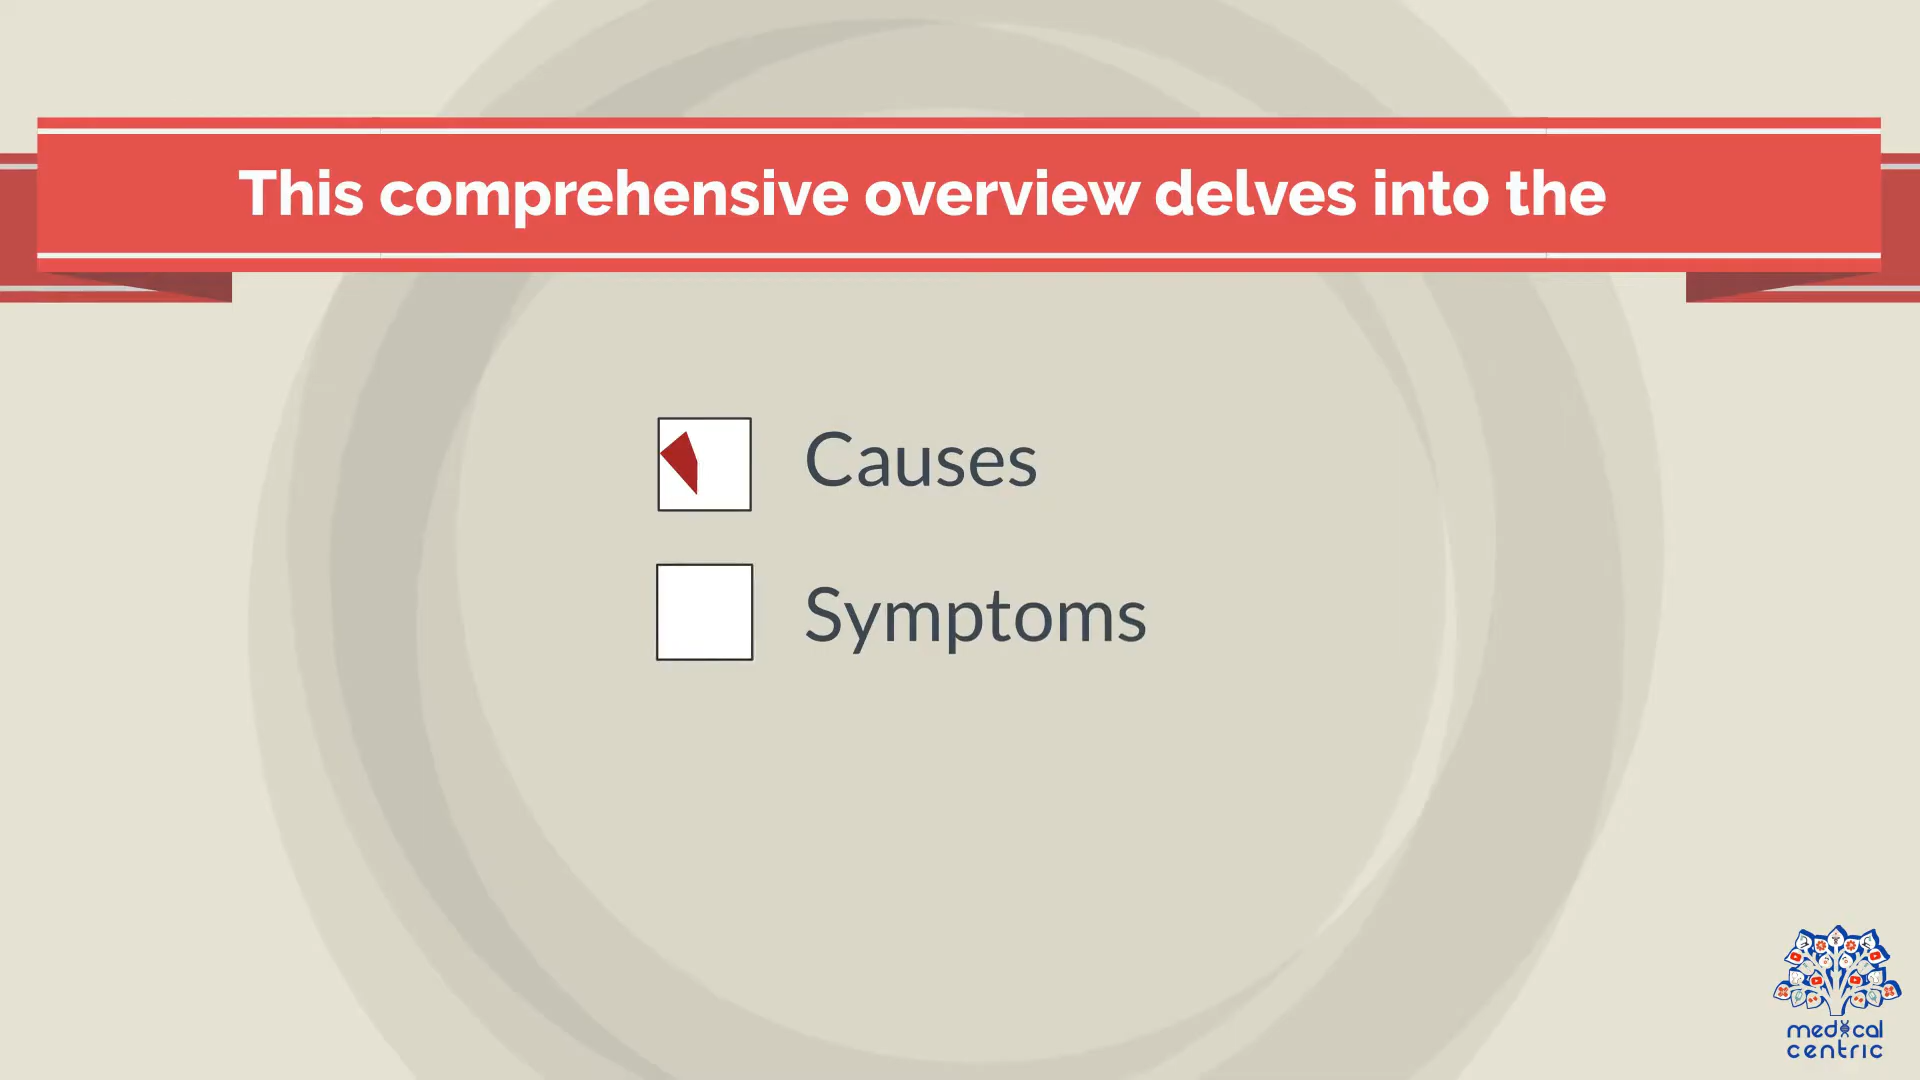 This comprehensive overview delves into the
Causes
Symptoms
medical
centric